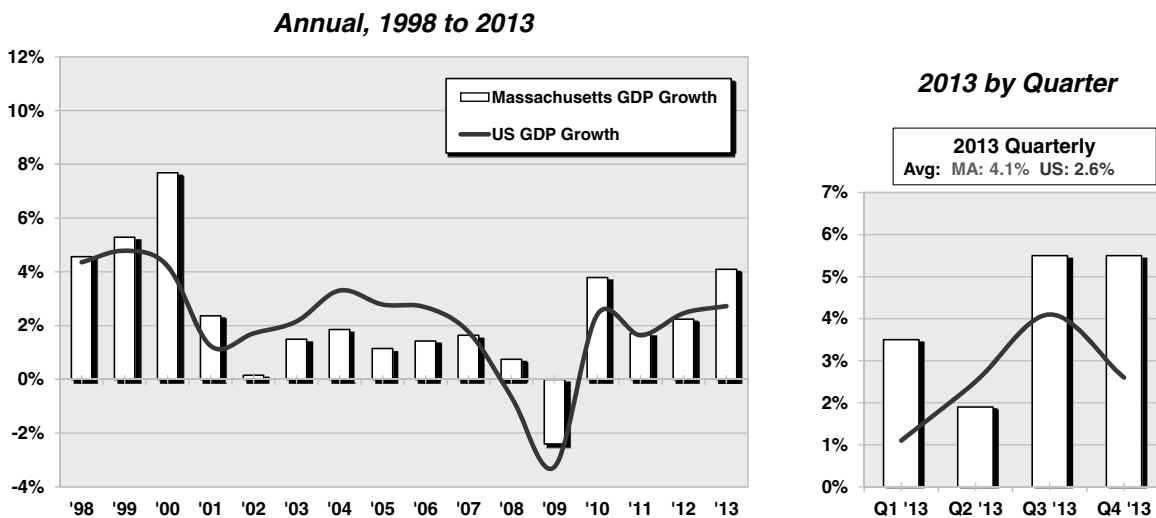 Annual, 1998 to 2013
12%
10%
8%
6%
4%
2%
0%
-2%
-4%
Massachusetts GDP Growth
US GDP Growth
'98 '99 '00 '01 '02 '03 '04 '05 '06 '07 '08 '09 '10 '11 '12 '13
2013 by Quarter
2013 Quarterly
Avg: MA: 4.1% US: 2.6%
7%
6%
5%
4%
3%
2%
1%
0%
Q1 '13 Q2 '13 Q3 '13 Q4 '13